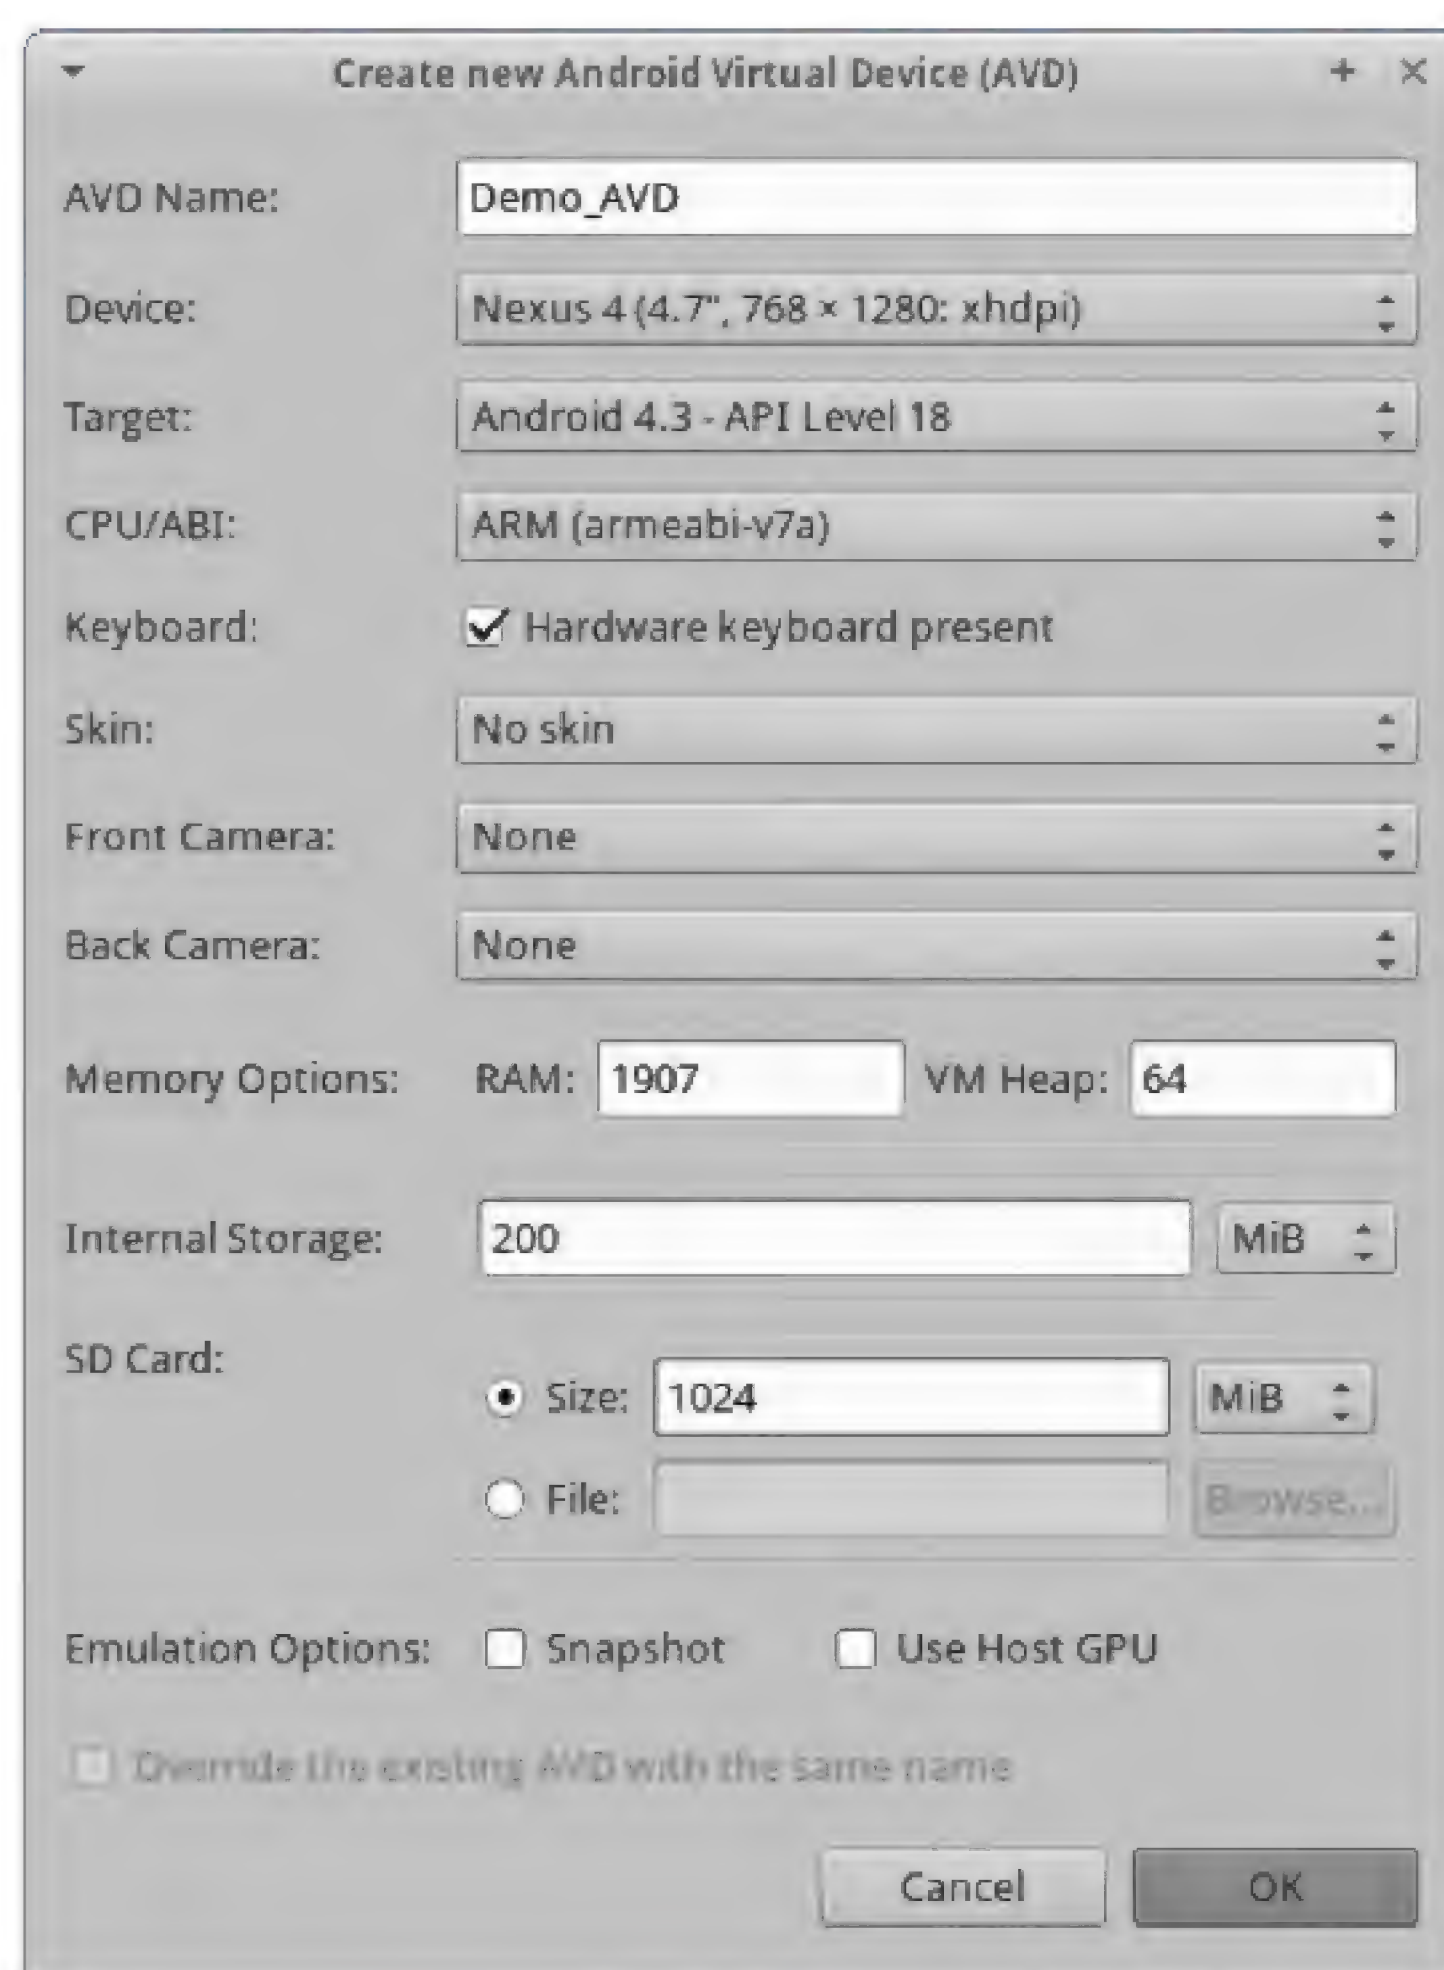 Create new Android Virtual Device (AVD)
AVD Name: Demo_AVD
Device: Nexus 4 (4.7", 768 × 1280: xhdpi)
Target: Android 4.3 - API Level 18
CPU/ABI: ARM (armeabi-v7a)
Keyboard: Hardware keyboard present
Skin: No skin
Front Camera: None
Back Camera: None
Memory Options: RAM: 1907 VM Heap: 64
Internal Storage: 200 MiB
SD Card:
Size: 1024 MiB
File: Browse...
Emulation Options: Snapshot Use Host GPU
Override the existing AVD with the same name
Cancel OK